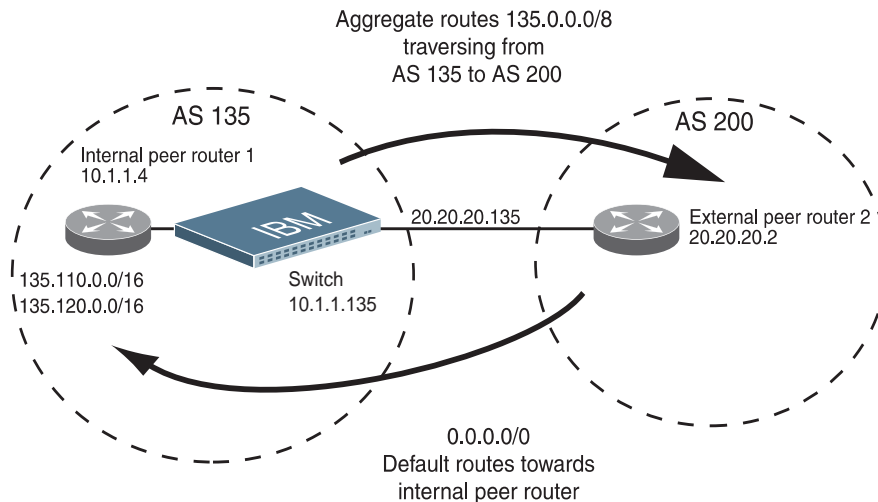 Aggregate routes 135.0.0.0/8
traversing from
AS 135 to AS 200
AS 135
AS 200
Internal peer router 1
10.1.1.4
IBM
20.20.20.135
External peer router 2 1
20.20.20.2
135.110.0.0/16
135.120.0.0/16
Switch
10.1.1.135
0.0.0.0/0
Default routes towards
internal peer router